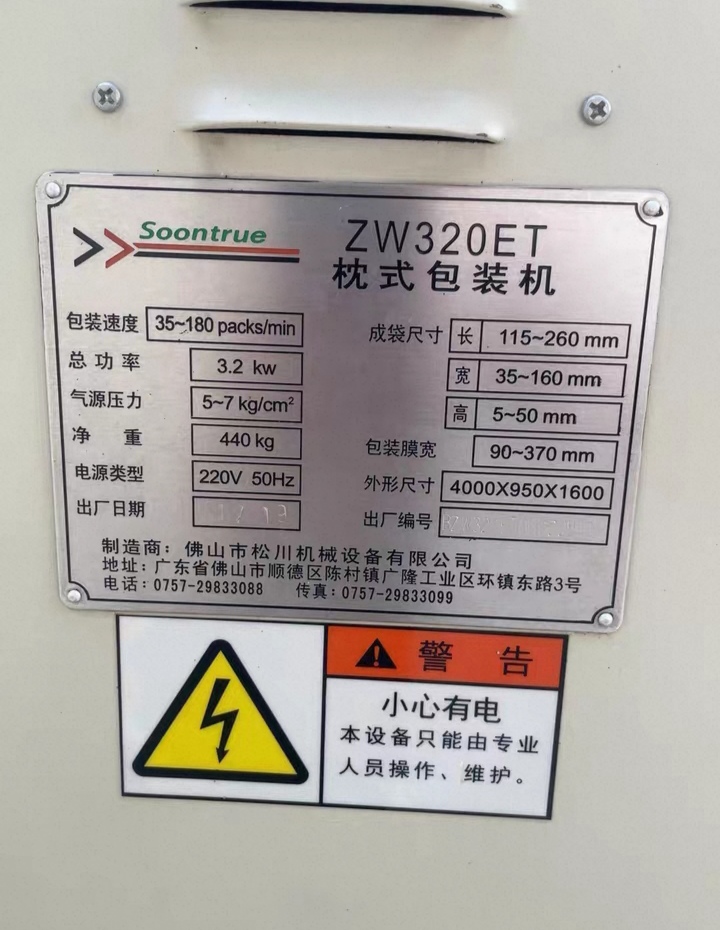 Soontrue
ZW320ET
枕式包装机
包装速度 35~180 packs/min
总功率 3.2 kw
气源压力 5~7 kg/cm²
净重 440 kg
电源类型 220V 50Hz
出厂日期
成袋尺寸 长 115~260 mm
宽 35~160 mm
高 5~50 mm
包装膜宽 90~370 mm
外形尺寸 4000X950X1600
出厂编号
制造商：佛山市松川机械设备有限公司
地址：广东省佛山市顺德区陈村镇广隆工业区环镇东路3号
电话：0757-29833088 传真：0757-29833099
警告
小心有电
本设备只能由专业
人员操作、维护。